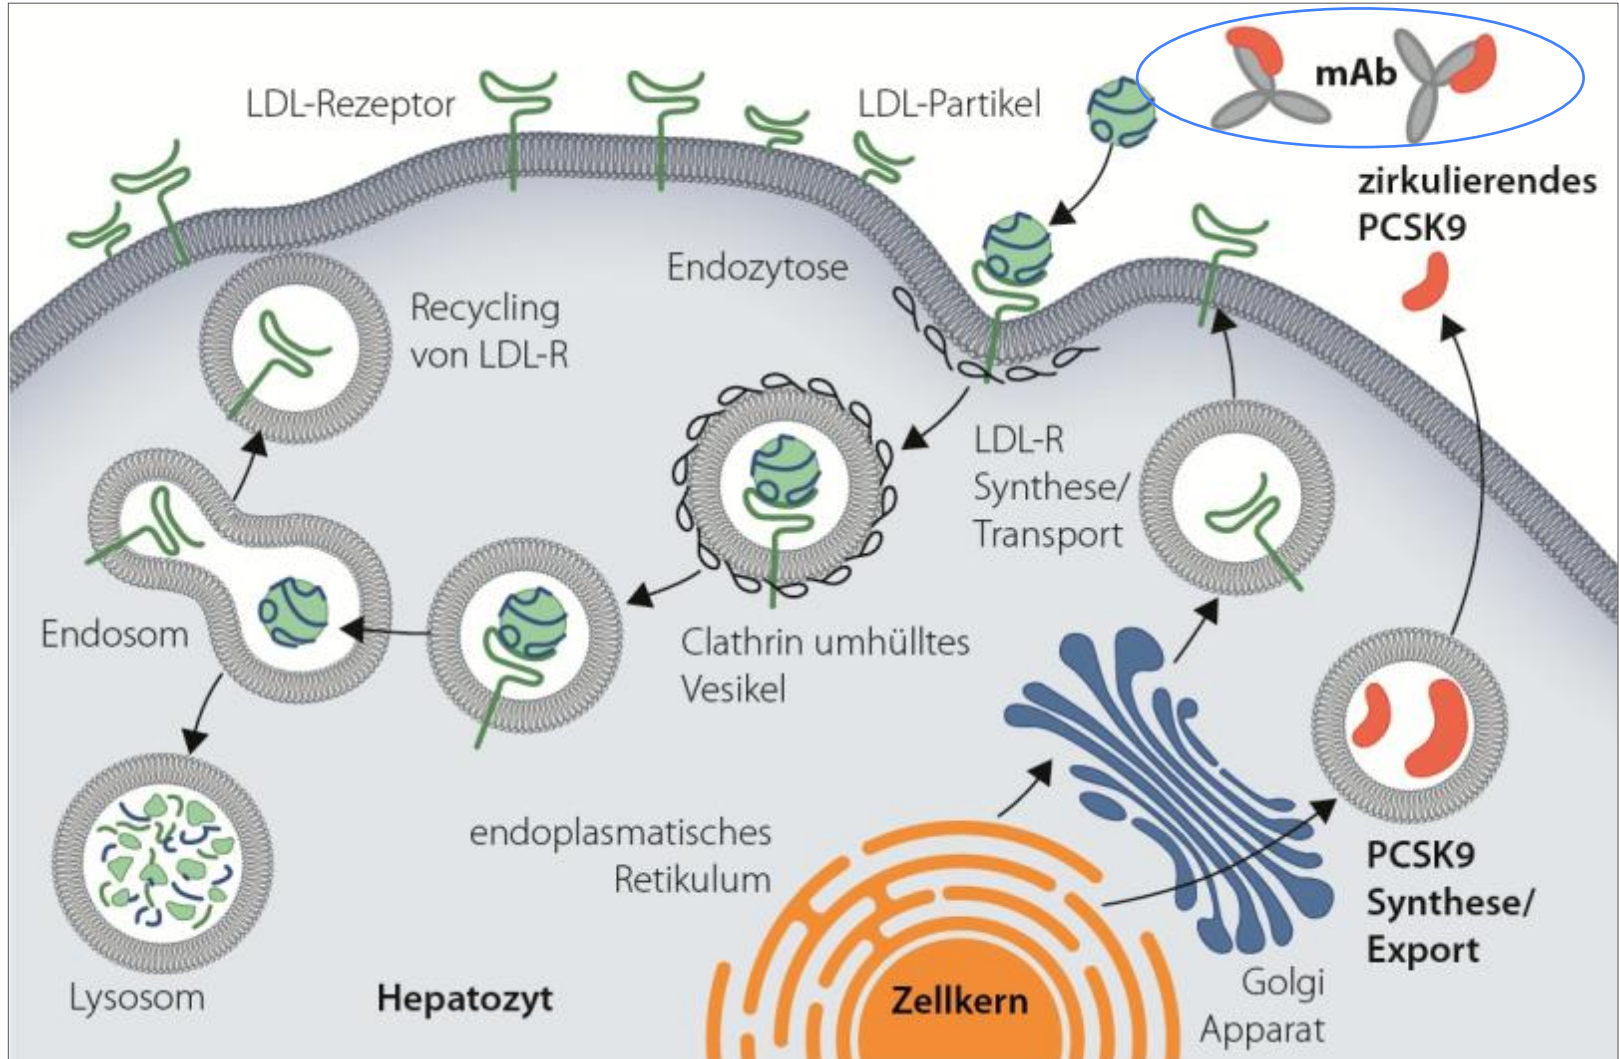 LDL-Rezeptor
LDL-Partikel
mAb
zirkulierendes
PCSK9
Endozytose
Recycling
von LDL-R
LDL-R
Synthese/
Transport
Endosom
Clathrin umhülltes
Vesikel
endoplasmatisches
Retikulum
PCSK9
Synthese/
Export
Lysosom
Hepatozyt
Zellkern
Golgi
Apparat